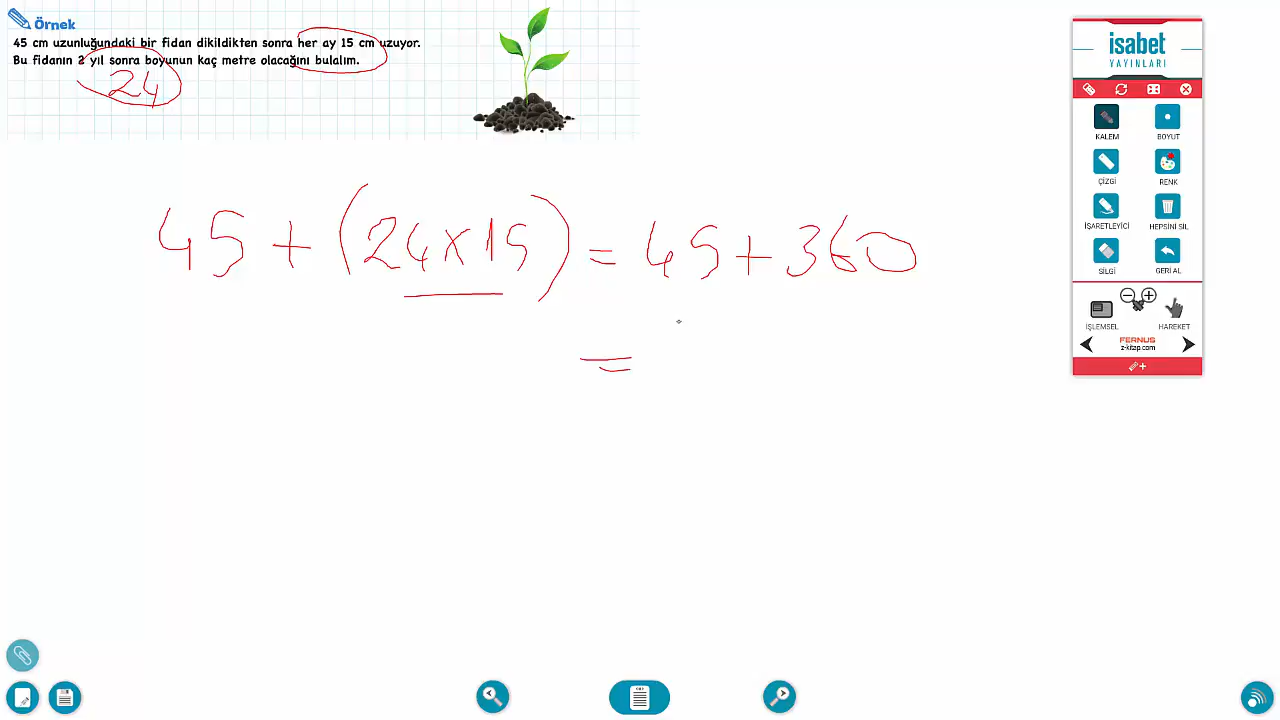 Örnek
45 cm uzunluğundaki bir fidan dikildikten sonra her ay 15 cm uzuyor.
Bu fidanın 2 yıl sonra boyunun kaç metre olacağını bulalım.
24
45 + (24 x 15) = 45 + 360
=
isabet
YAYINLARI
KALEM
BOYUT
ÇİZGİ
RENK
İŞARETLEYİCİ
HEPSİNİ SİL
SİLGİ
GERİ AL
İŞLEMSEL
HAREKET
FERNUS
z-kitap.com